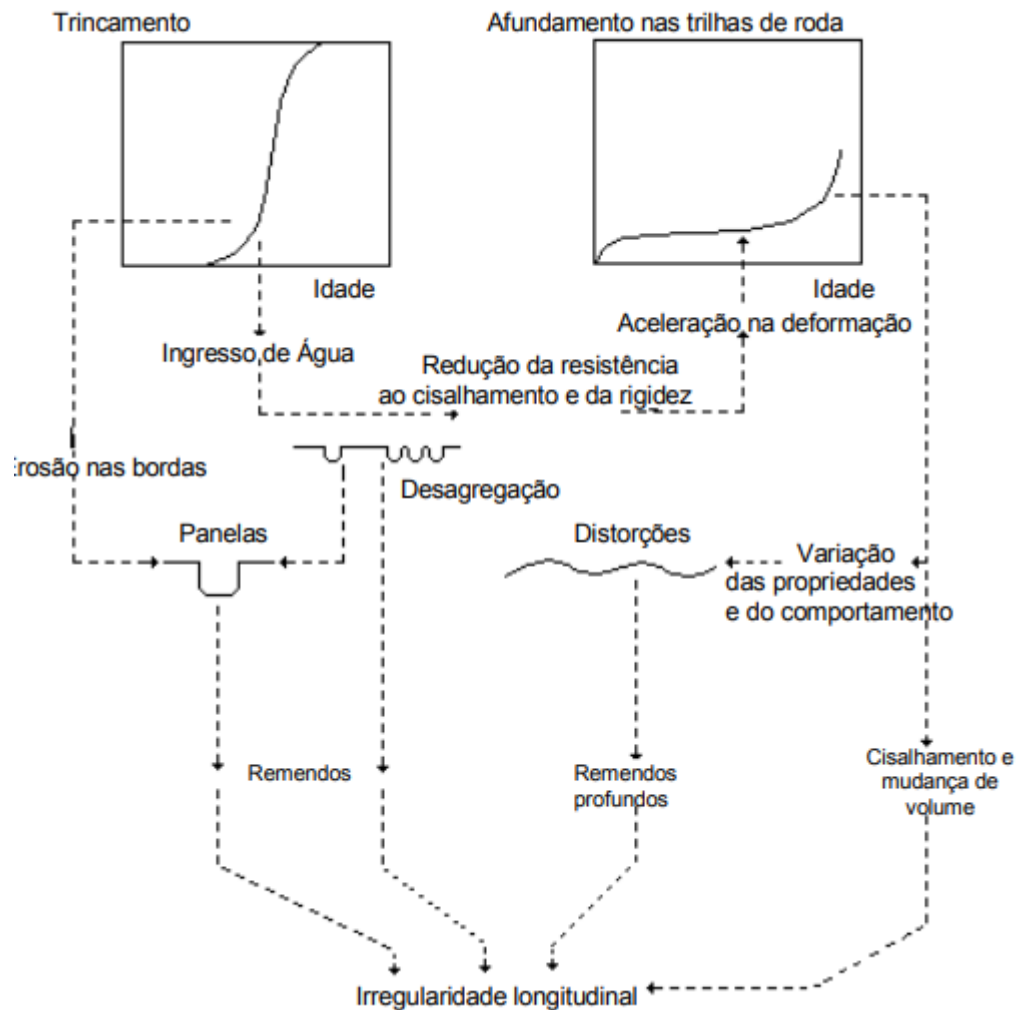 Trincamento
Afundamento nas trilhas de roda
Idade
Idade
Aceleração na deformação
Ingresso de Água
Redução da resistência
ao cisalhamento e da rigidez
Erosão nas bordas
Desagregação
Panelas
Distorções
Variação
das propriedades
e do comportamento
Remendos
Remendos
profundos
Cisalhamento e
mudança de
volume
Irregularidade longitudinal